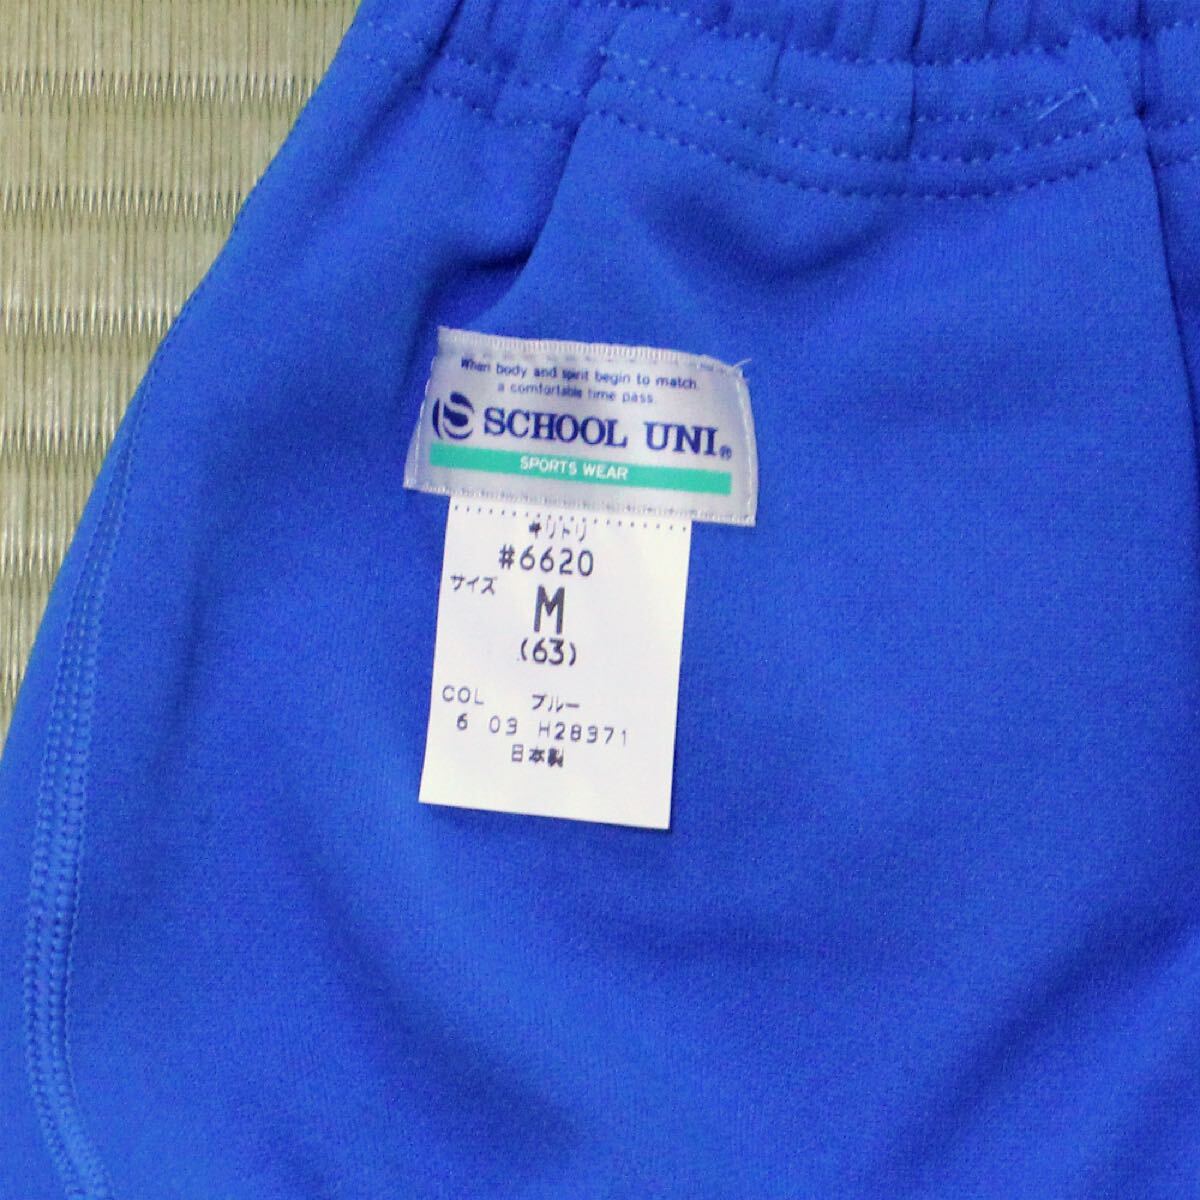 When body and spirit begin to match
a comfortable time pass.
S SCHOOL UNI®
SPORTS WEAR
キリトリ
#6620
サイズ M
(63)
COL ブルー
6 03 H28371
日本製